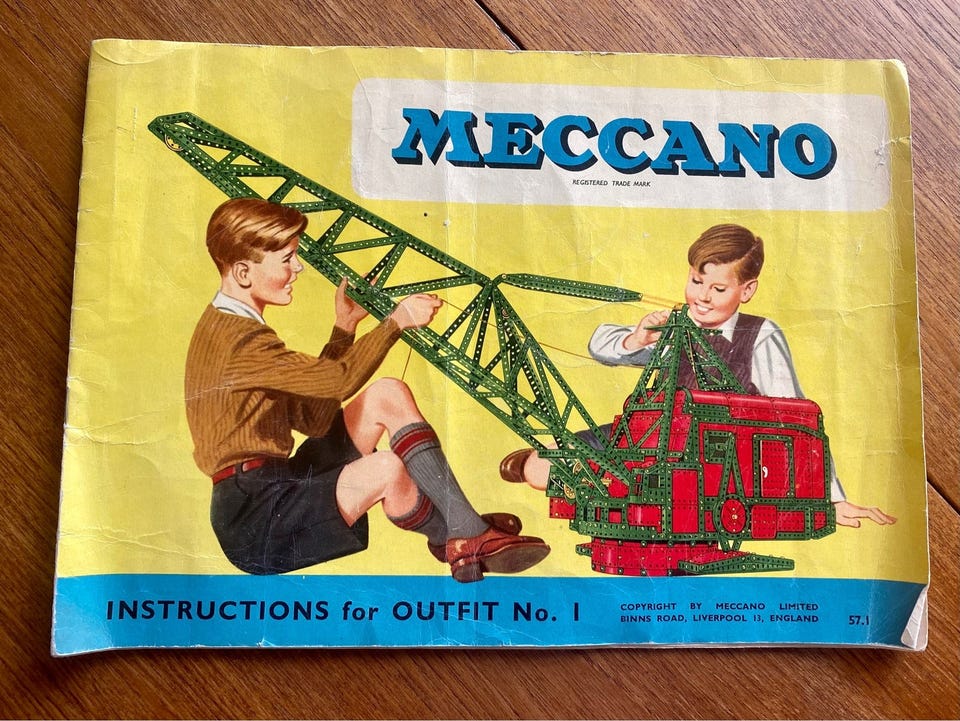 MECCANO
REGISTERED TRADE MARK
INSTRUCTIONS for OUTFIT No. 1
COPYRIGHT BY MECCANO LIMITED
BINNS ROAD, LIVERPOOL 13, ENGLAND
57.1